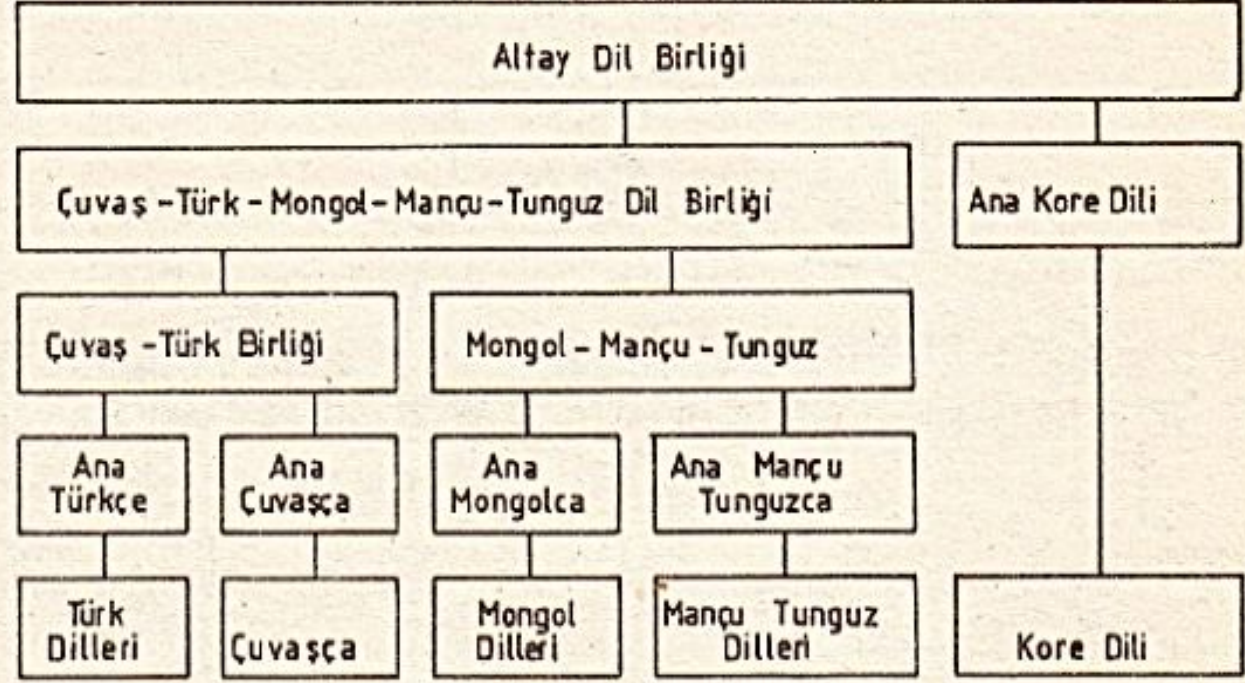 Altay Dil Birliği
Çuvaş-Türk-Mongol-Mançu-Tunguz Dil Birliği
Ana Kore Dili
Çuvaş-Türk Birliği
Mongol-Mançu-Tunguz
Ana
Türkçe
Ana
Çuvaşça
Ana
Mongolca
Ana Mançu
Tunguzca
Türk
Dilleri
Çuvaşça
Mongol
Dilleri
Mançu Tunguz
Dilleri
Kore Dili